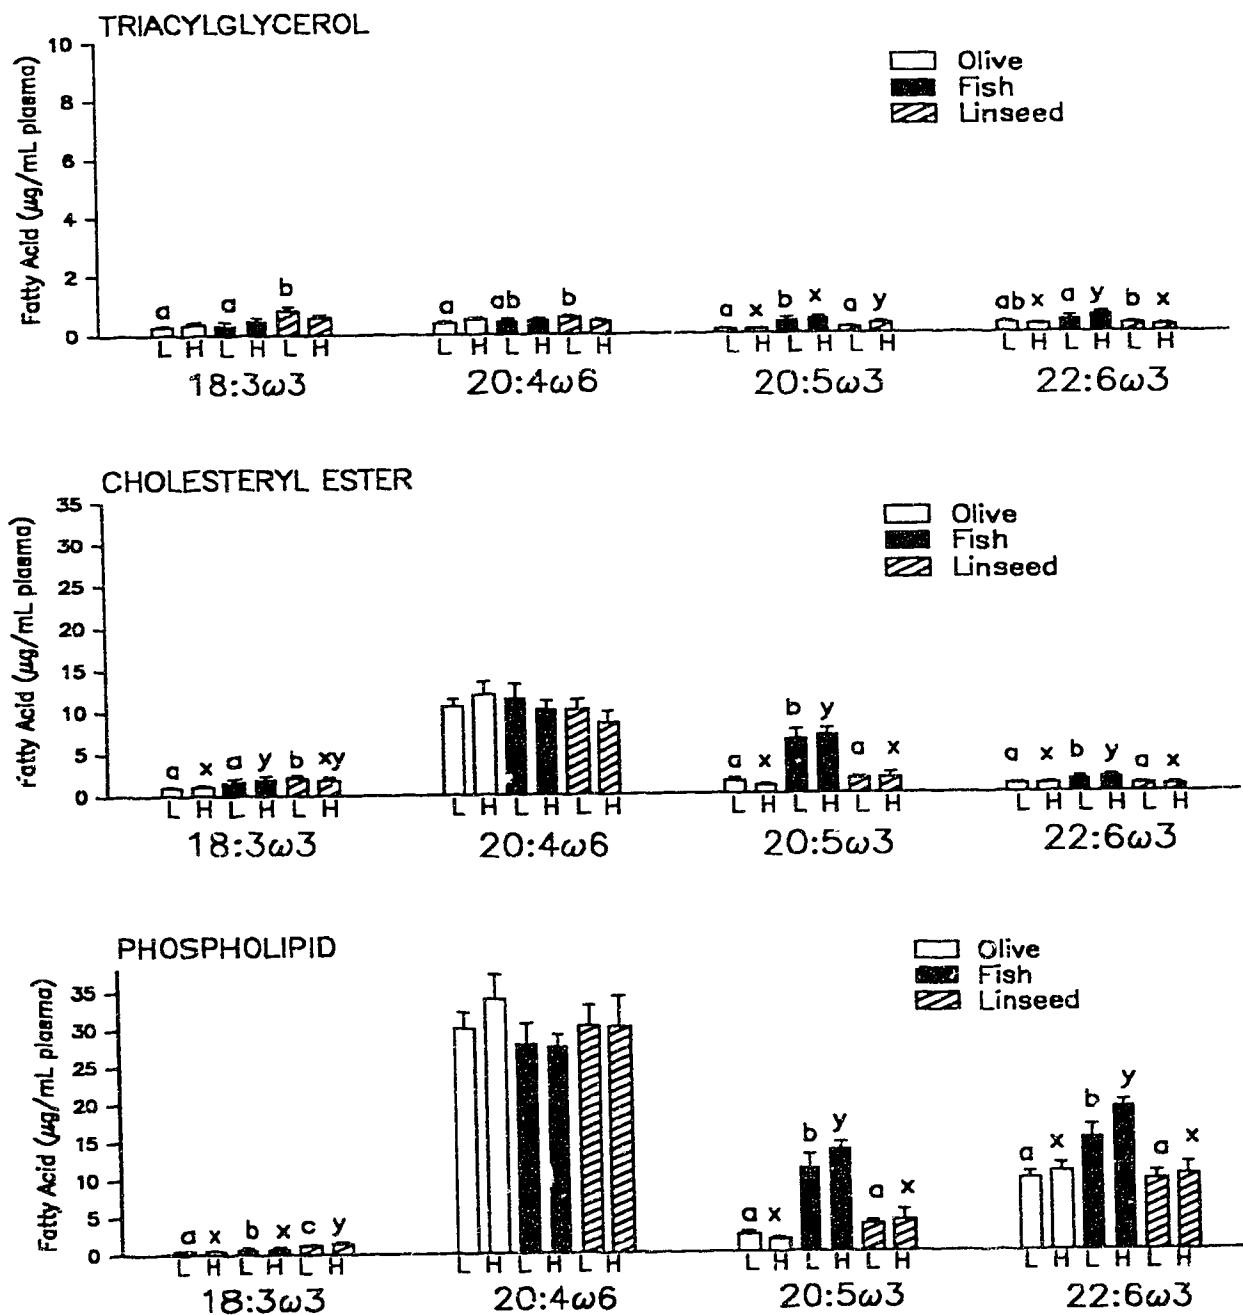 TRIACYLGLYCEROL
Fatty Acid (μg/mL plasma)
10
8
6
4
2
0
Olive
Fish
Linseed
a a b
a ab b
a x b x a y
ab x a y b x
L H L H L H
L H L H L H
L H L H L H
L H L H L H
18:3ω3 20:4ω6 20:5ω3 22:6ω3
CHOLESTERYL ESTER
Fatty Acid (μg/mL plasma)
35
30
25
20
15
10
5
0
Olive
Fish
Linseed
a x a y b xy
a x b y a x
a x b y a x
L H L H L H
L H L H L H
L H L H L H
L H L H L H
18:3ω3 20:4ω6 20:5ω3 22:6ω3
PHOSPHOLIPID
Fatty Acid (μg/mL plasma)
35
30
25
20
15
10
5
0
Olive
Fish
Linseed
a x b x c y
a x b y a x
a x b y a x
L H L H L H
L H L H L H
L H L H L H
L H L H L H
18:3ω3 20:4ω6 20:5ω3 22:6ω3